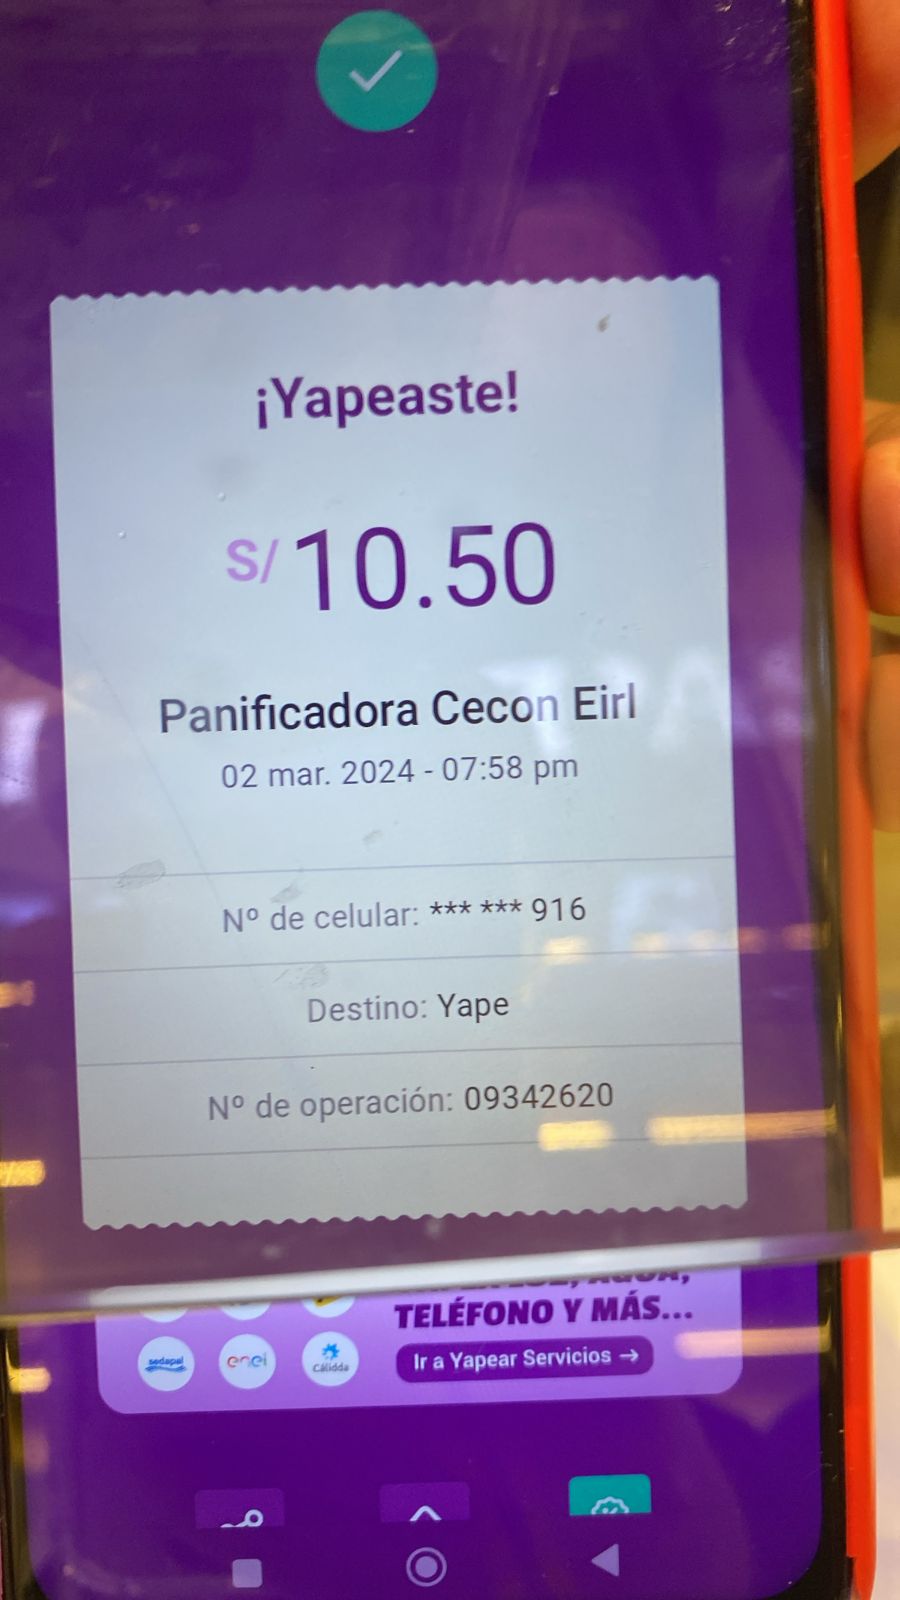 ¡Yapeaste!
S/ 10.50
Panificadora Cecon Eirl
02 mar. 2024 - 07:58 pm
Nº de celular: *** *** 916
Destino: Yape
Nº de operación: 09342620
TELÉFONO Y MÁS...
sedapal
enel
Cálidda
Ir a Yapear Servicios →